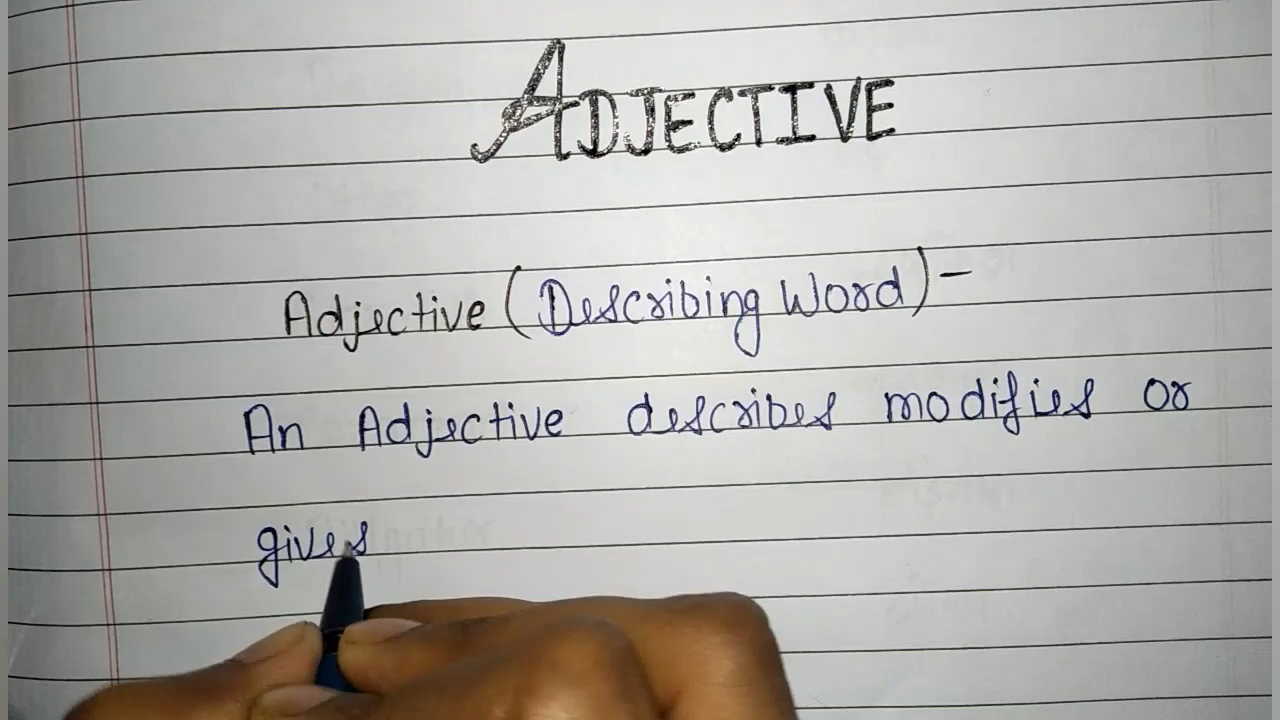 ADJECTIVE
Adjective (Describing Word) -
An Adjective describes modifies or
gives